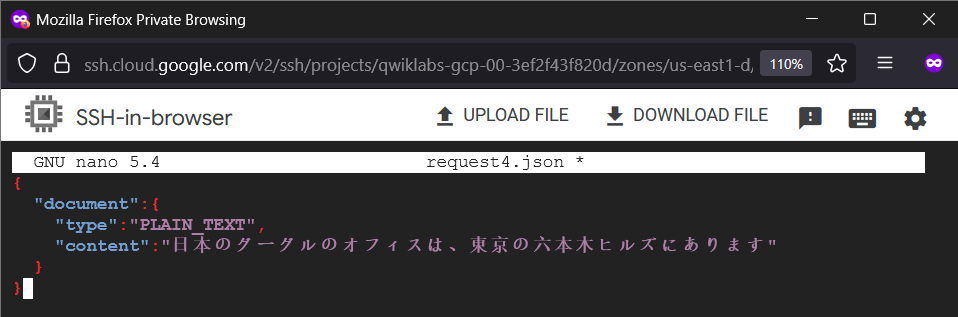 Mozilla Firefox Private Browsing
ssh.cloud.google.com/v2/ssh/projects/qwiklabs-gcp-00-3ef2f43f820d/zones/us-east1-d/ 110%
SSH-in-browser UPLOAD FILE DOWNLOAD FILE
GNU nano 5.4 request4.json *
{
"document":{
"type":"PLAIN_TEXT",
"content":"日本のグーグルのオフィスは、東京の六本木ヒルズにあります"
}
}